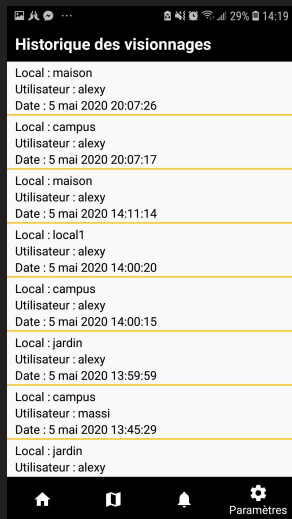 29% 14:19
Historique des visionnages
Local : maison
Utilisateur : alexy
Date : 5 mai 2020 20:07:26
Local : campus
Utilisateur : alexy
Date : 5 mai 2020 20:07:17
Local : maison
Utilisateur : alexy
Date : 5 mai 2020 14:11:14
Local : local1
Utilisateur : alexy
Date : 5 mai 2020 14:00:20
Local : campus
Utilisateur : alexy
Date : 5 mai 2020 14:00:15
Local : jardin
Utilisateur : alexy
Date : 5 mai 2020 13:59:59
Local : campus
Utilisateur : massi
Date : 5 mai 2020 13:45:29
Local : jardin
Utilisateur : alexy
Paramètres